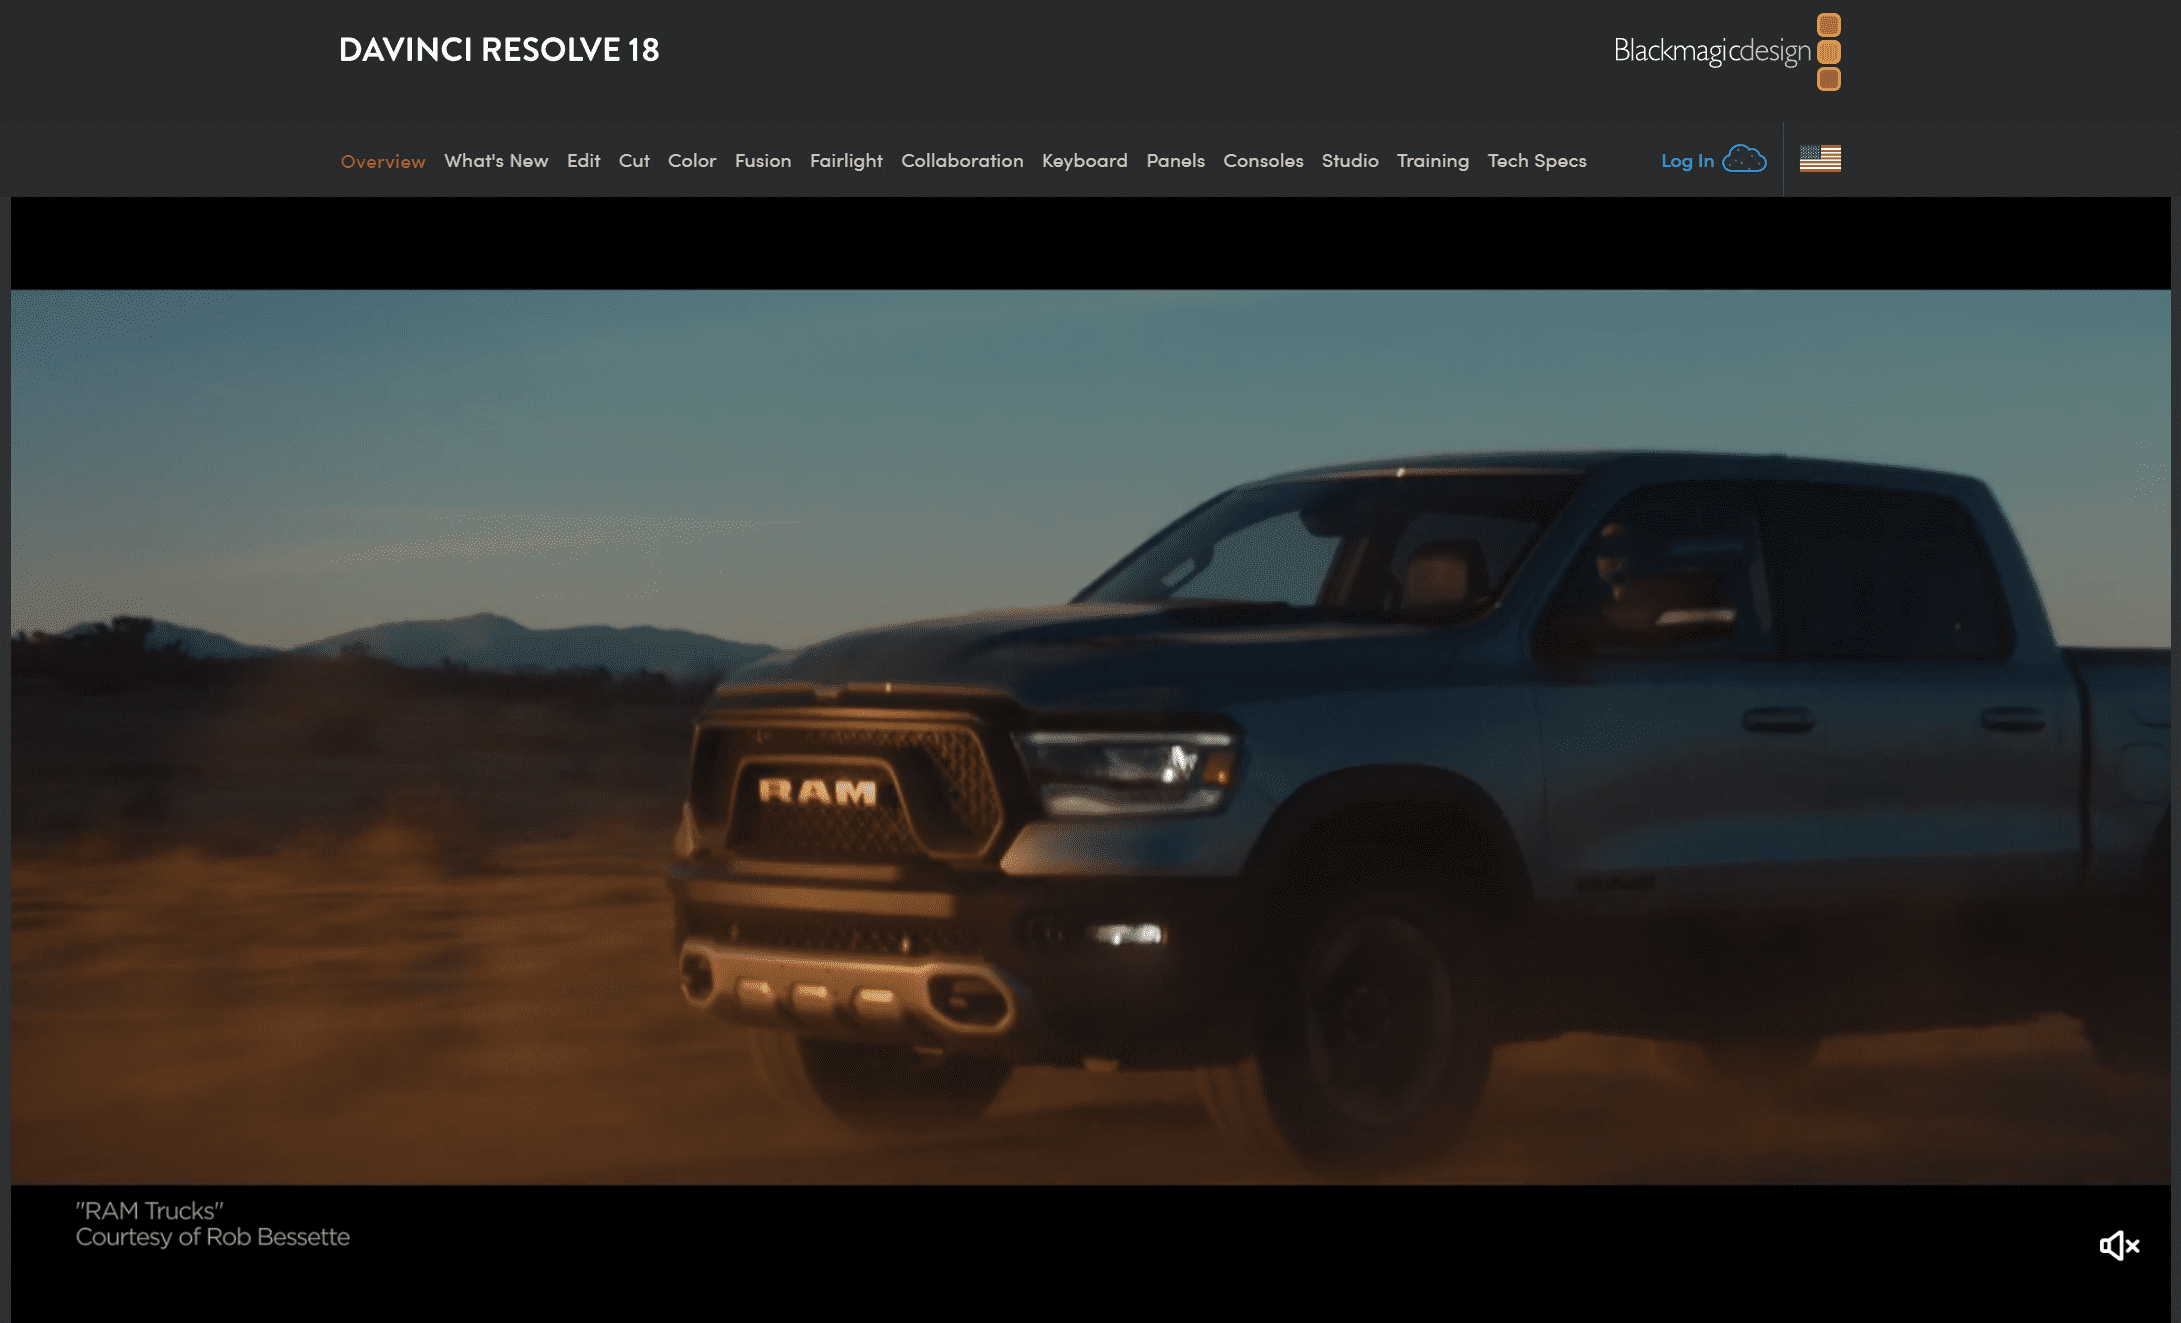 DAVINCI RESOLVE 18
Blackmagicdesign
Overview What's New Edit Cut Color Fusion Fairlight Collaboration Keyboard Panels Consoles Studio Training Tech Specs Log In
RAM
"RAM Trucks"
Courtesy of Rob Bessette